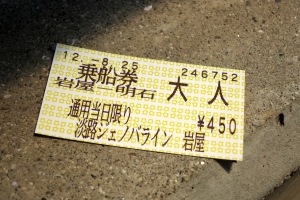 12.-8.25
乗船券 246752
岩屋－明石 大人
通用当日限り ¥450
淡路ジェノバライン 岩屋